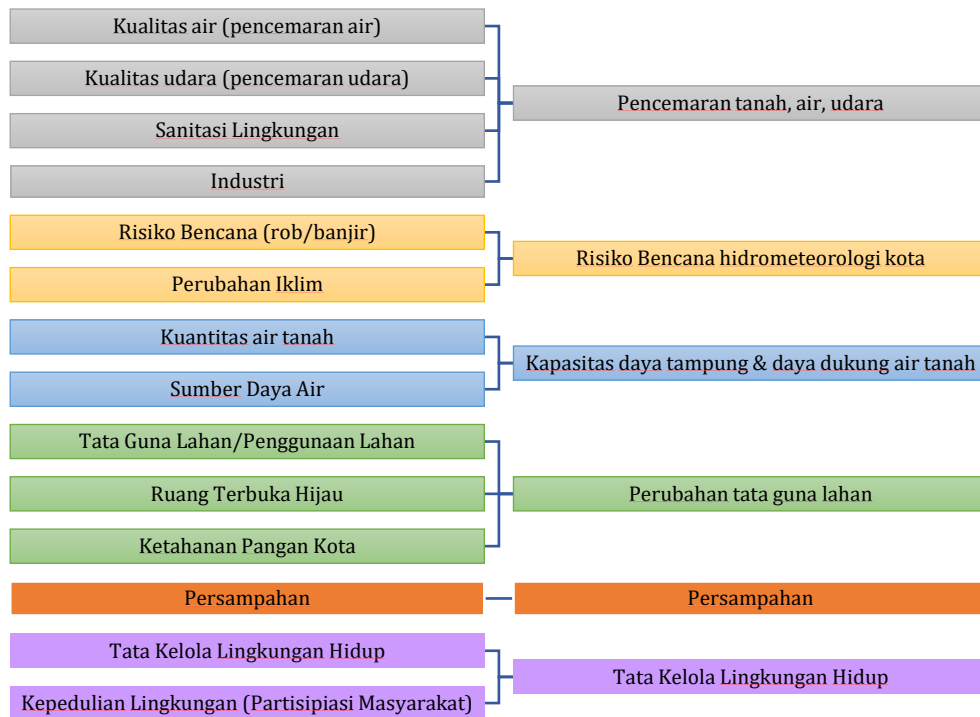 Kualitas air (pencemaran air)
Kualitas udara (pencemaran udara)
Sanitasi Lingkungan
Industri
Pencemaran tanah, air, udara
Risiko Bencana (rob/banjir)
Perubahan Iklim
Risiko Bencana hidrometeorologi kota
Kuantitas air tanah
Sumber Daya Air
Kapasitas daya tampung & daya dukung air tanah
Tata Guna Lahan/Penggunaan Lahan
Ruang Terbuka Hijau
Ketahanan Pangan Kota
Perubahan tata guna lahan
Persampahan
Persampahan
Tata Kelola Lingkungan Hidup
Kepedulian Lingkungan (Partisipiasi Masyarakat)
Tata Kelola Lingkungan Hidup